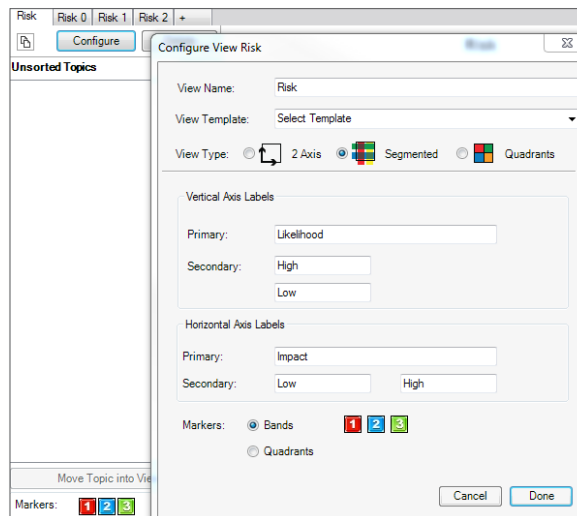 Risk Risk 0 Risk 1 Risk 2 +
Configure
Unsorted Topics
Configure View Risk
View Name: Risk
View Template: Select Template
View Type: 2 Axis Segmented Quadrants
Vertical Axis Labels
Primary: Likelihood
Secondary: High
Low
Horizontal Axis Labels
Primary: Impact
Secondary: Low High
Markers: Bands 1 2 3
Quadrants
Cancel Done
Move Topic into Vie
Markers: 1 2 3